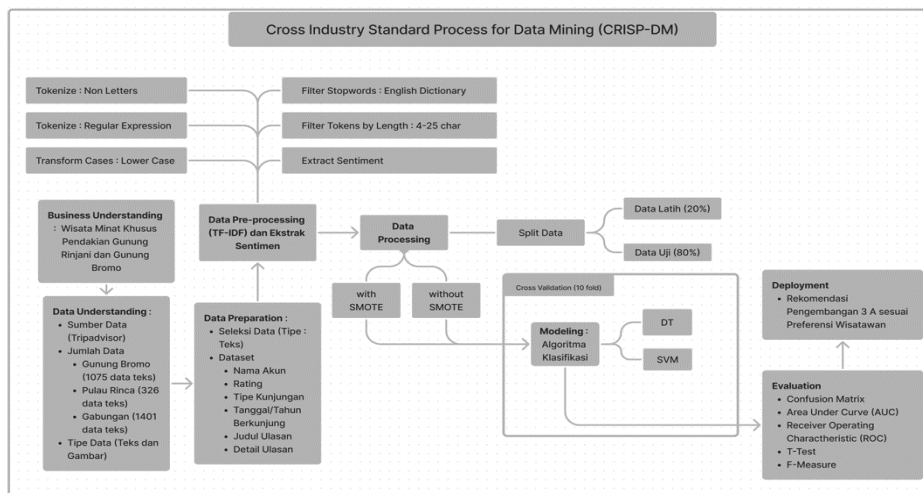 Cross Industry Standard Process for Data Mining (CRISP-DM)
Tokenize : Non Letters
Filter Stopwords : English Dictionary
Tokenize : Regular Expression
Filter Tokens by Length : 4-25 char
Transform Cases : Lower Case
Extract Sentiment
Business Understanding
: Wisata Minat Khusus
Pendakian Gunung
Rinjani dan Gunung
Bromo
Data Pre-processing
(TF-IDF) dan Ekstrak
Sentimen
Data
Processing
Split Data
Data Latih (20%)
Data Uji (80%)
with
SMOTE
without
SMOTE
Data Understanding :
• Sumber Data
(Tripadvisor)
• Jumlah Data
• Gunung Bromo
(1075 data teks)
• Pulau Rinca (326
data teks)
• Gabungan (1401
data teks)
• Tipe Data (Teks dan
Gambar)
Data Preparation :
• Seleksi Data (Tipe :
Teks)
• Dataset
• Nama Akun
• Rating
• Tipe Kunjungan
• Tanggal/Tahun
Berkunjung
• Judul Ulasan
• Detail Ulasan
Cross Validation (10 fold)
Modeling :
Algoritma
Klasifikasi
DT
SVM
Deployment
• Rekomendasi
Pengembangan 3 A sesuai
Preferensi Wisatawan
Evaluation
• Confusion Matrix
• Area Under Curve (AUC)
• Receiver Operating
Charactheristic (ROC)
• T-Test
• F-Measure